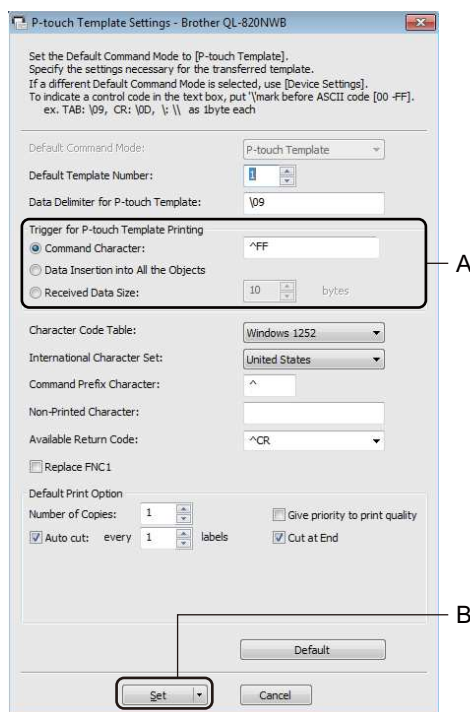 P-touch Template Settings - Brother QL-820NWB
Set the Default Command Mode to [P-touch Template].
Specify the settings necessary for the transferred template.
If a different Default Command Mode is selected, use [Device Settings].
To indicate a control code in the text box, put '\'mark before ASCII code [00 -FF].
ex. TAB: \09, CR: \0D, \: \\ as 1byte each
Default Command Mode: P-touch Template
Default Template Number: 1
Data Delimiter for P-touch Template: \09
Trigger for P-touch Template Printing
Command Character: ^FF
A
Data Insertion into All the Objects
Received Data Size: 10 bytes
Character Code Table: Windows 1252
International Character Set: United States
Command Prefix Character: ^
Non-Printed Character:
Available Return Code: ^CR
Replace FNC1
Default Print Option
Number of Copies: 1 Give priority to print quality
Auto cut: every 1 labels Cut at End
B
Default
Set Cancel